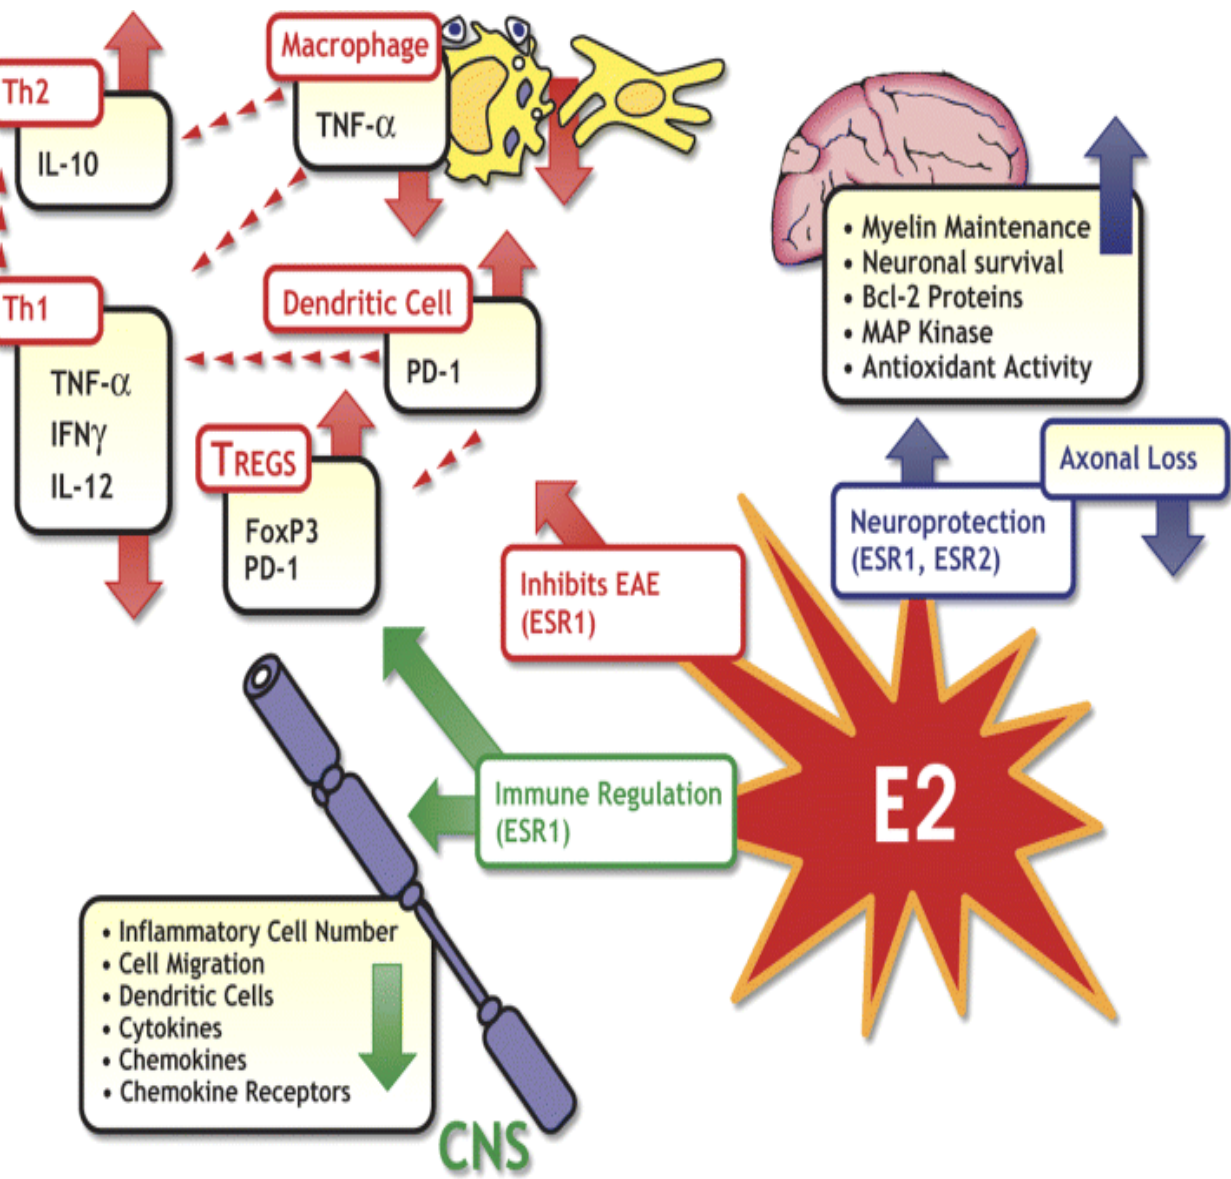 Th2
IL-10
Macrophage
TNF-α
Th1
TNF-α
IFNγ
IL-12
Dendritic Cell
PD-1
TREGS
FoxP3
PD-1
• Myelin Maintenance
• Neuronal survival
• Bcl-2 Proteins
• MAP Kinase
• Antioxidant Activity
Axonal Loss
Neuroprotection
(ESR1, ESR2)
Inhibits EAE
(ESR1)
Immune Regulation
(ESR1)
E2
• Inflammatory Cell Number
• Cell Migration
• Dendritic Cells
• Cytokines
• Chemokines
• Chemokine Receptors
CNS